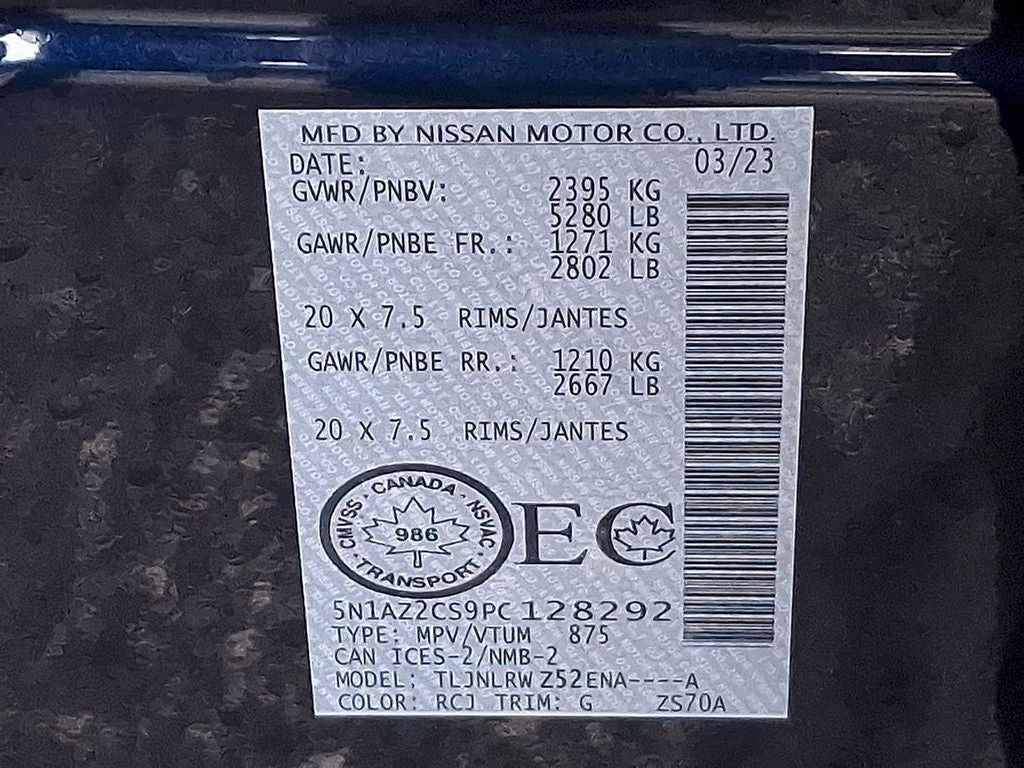 MFD BY NISSAN MOTOR CO., LTD.
DATE: 03/23
GVWR/PNBV: 2395 KG
5280 LB
GAWR/PNBE FR.: 1271 KG
2802 LB
20 X 7.5 RIMS/JANTES
GAWR/PNBE RR.: 1210 KG
2667 LB
20 X 7.5 RIMS/JANTES
CMVSS · CANADA · NSVAC · TRANSPORT ·
986
EC
5N1AZ2CS9PC128292
TYPE: MPV/VTUM 875
CAN ICES-2/NMB-2
MODEL: TLJNLRW Z52ENA----A
COLOR: RCJ TRIM: G ZS70A